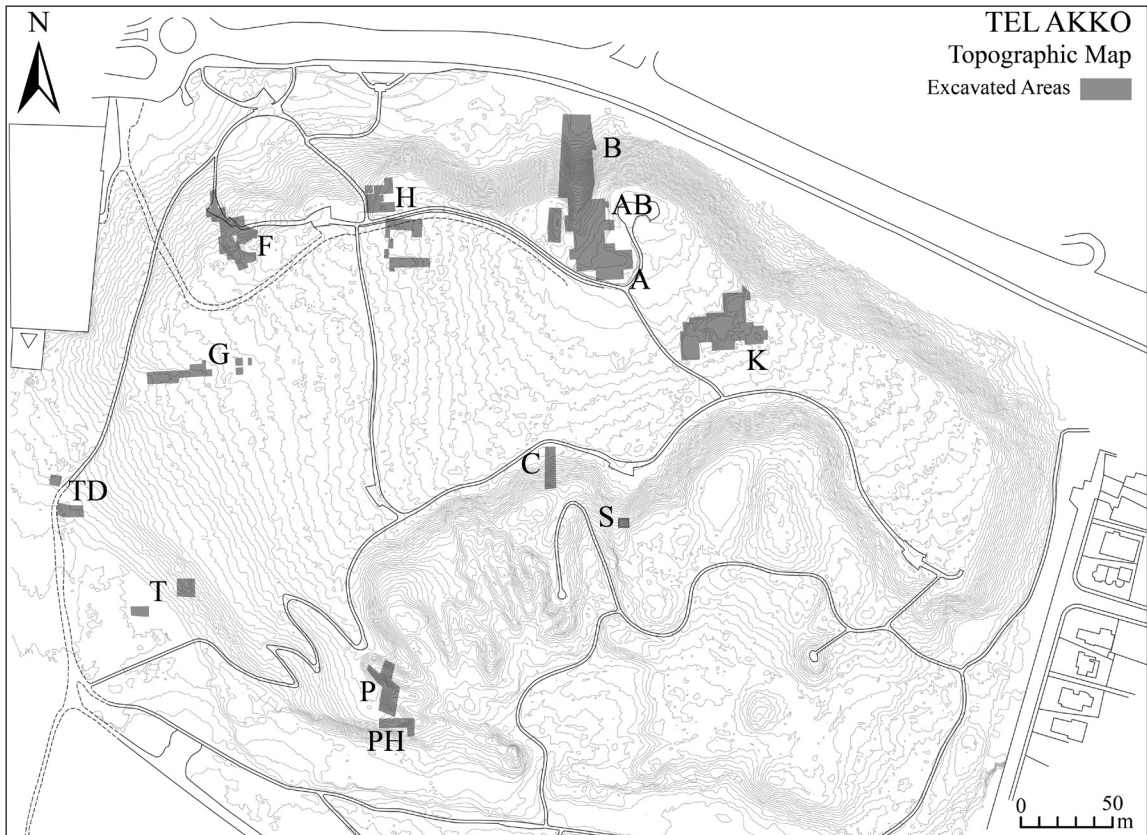 N
TEL AKKO
Topographic Map
Excavated Areas
B
H
AB
F
A
K
G
C
TD
S
T
P
PH
0 50
m